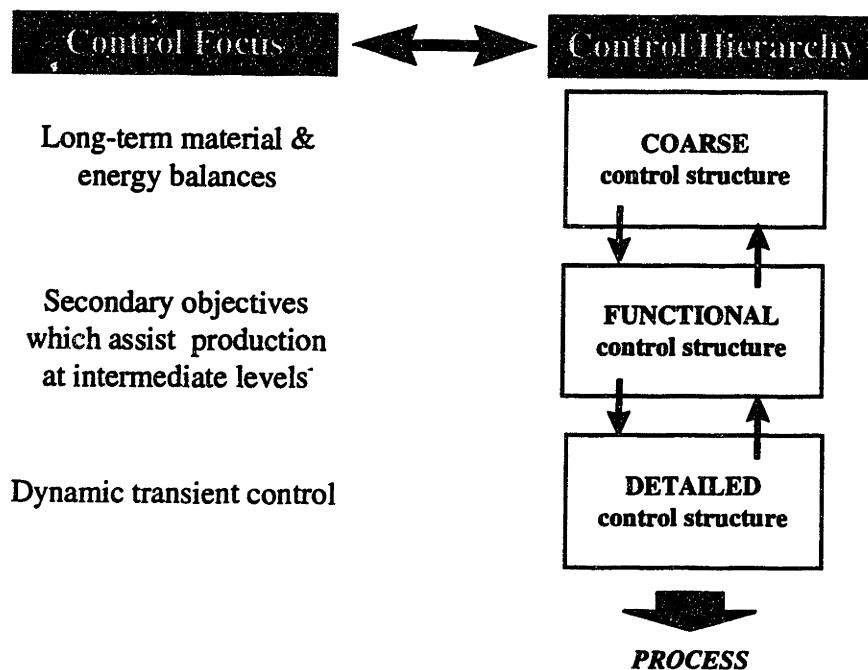 Control Focus
Control Hierarchy
Long-term material &
energy balances
COARSE
control structure
Secondary objectives
which assist production
at intermediate levels
FUNCTIONAL
control structure
Dynamic transient control
DETAILED
control structure
PROCESS